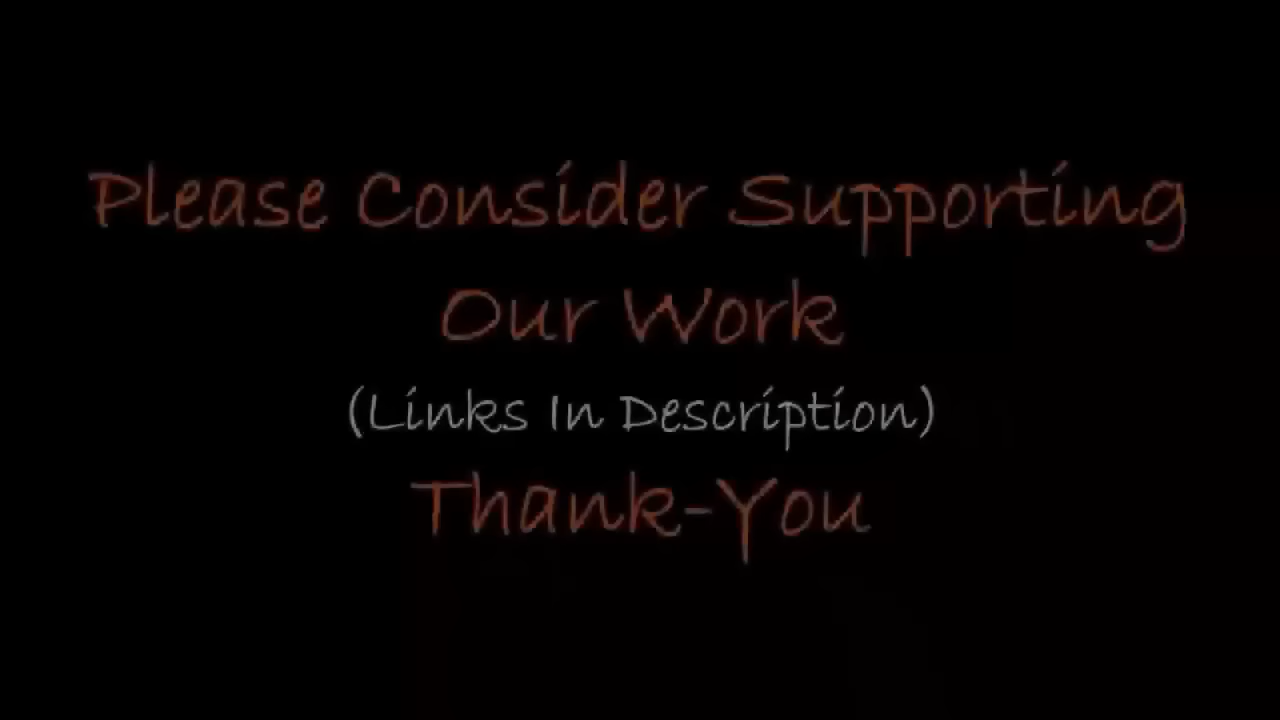 Please Consider Supporting
Our Work
(Links In Description)
Thank-You